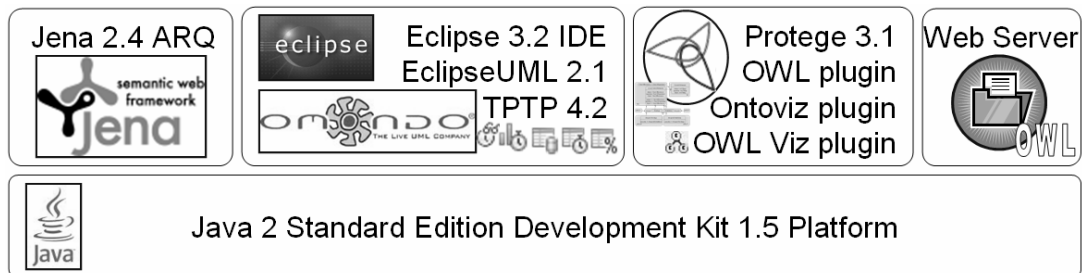 Jena 2.4 ARQ
semantic web
framework
Jena
eclipse
Eclipse 3.2 IDE
EclipseUML 2.1
TPTP 4.2
OMONDO
THE LIVE UML COMPANY
Protege 3.1
OWL plugin
Ontoviz plugin
OWL Viz plugin
Web Server
OWL
Java
Java 2 Standard Edition Development Kit 1.5 Platform